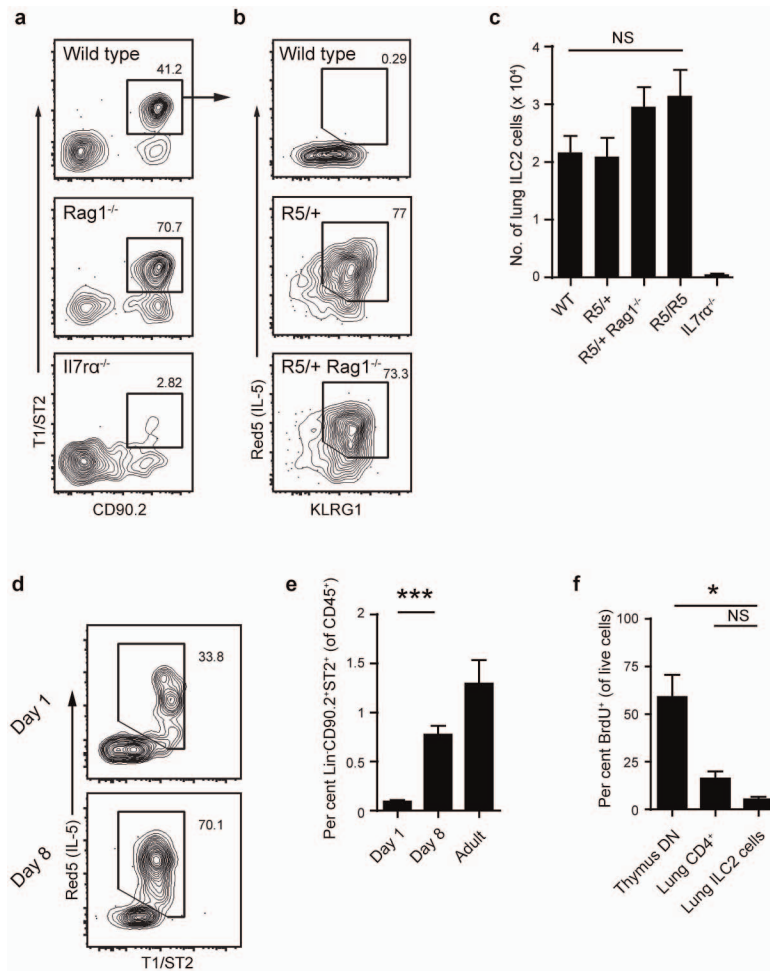 a
Wild type
41.2
Rag1-/-
70.7
Il7rα-/-
2.82
T1/ST2
CD90.2
b
Wild type
0.29
R5/+
77
R5/+ Rag1-/-
73.3
Red5 (IL-5)
KLRG1
c
NS
No. of lung ILC2 cells (x 10⁴)
4
3
2
1
0
WT
R5/+
R5/+ Rag1-/-
R5/R5
IL7rα-/-
d
Day 1
33.8
Day 8
70.1
Red5 (IL-5)
T1/ST2
e
***
Per cent Lin-CD90.2+ST2+ (of CD45+)
2
1.5
1
0.5
0
Day 1
Day 8
Adult
f
*
NS
Per cent BrdU+ (of live cells)
100
75
50
25
0
Thymus DN
Lung CD4+
Lung ILC2 cells